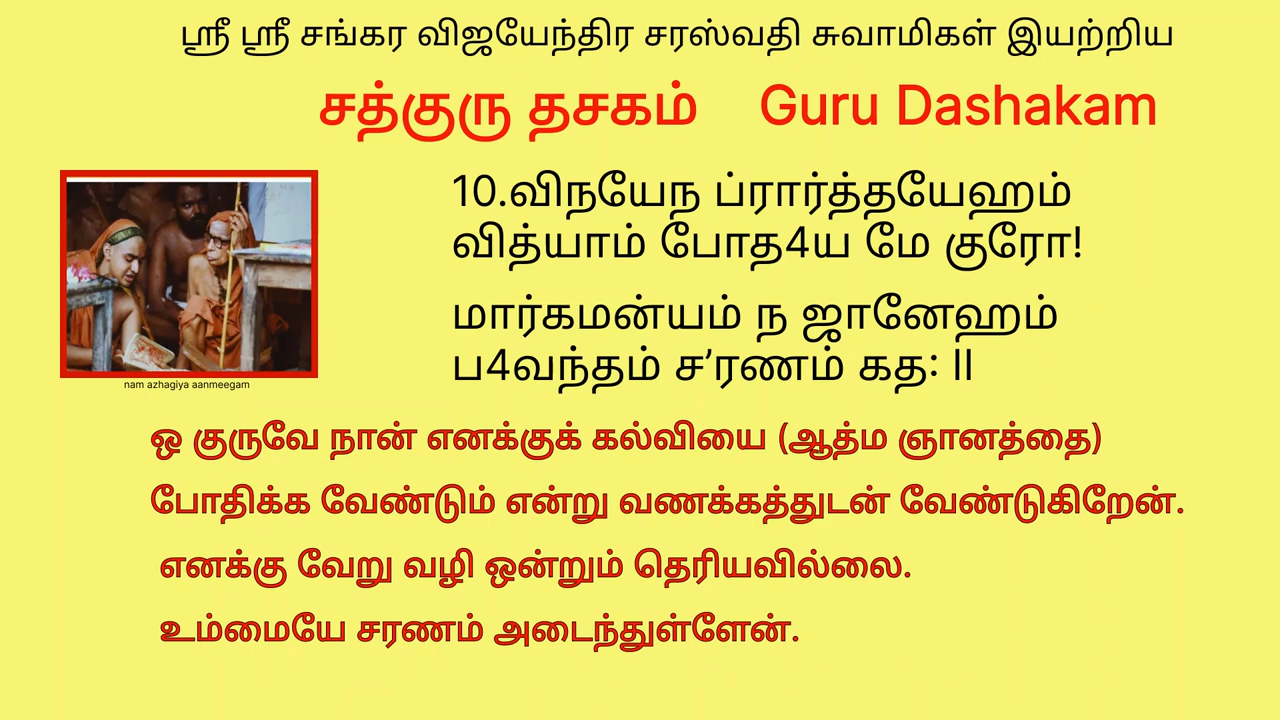 ஸ்ரீ ஸ்ரீ சங்கர விஜயேந்திர சரஸ்வதி சுவாமிகள் இயற்றிய
சத்குரு தசகம் Guru Dashakam
10.விநயேந ப்ரார்த்தயேஹம்
வித்யாம் போத4ய மே குரோ!
மார்கமன்யம் ந ஜானேஹம்
ப4வந்தம் ச’ரணம் கத: II
nam azhagiya aanmeegam
ஒ குருவே நான் எனக்குக் கல்வியை (ஆத்ம ஞானத்தை)
போதிக்க வேண்டும் என்று வணக்கத்துடன் வேண்டுகிறேன்.
எனக்கு வேறு வழி ஒன்றும் தெரியவில்லை.
உம்மையே சரணம் அடைந்துள்ளேன்.